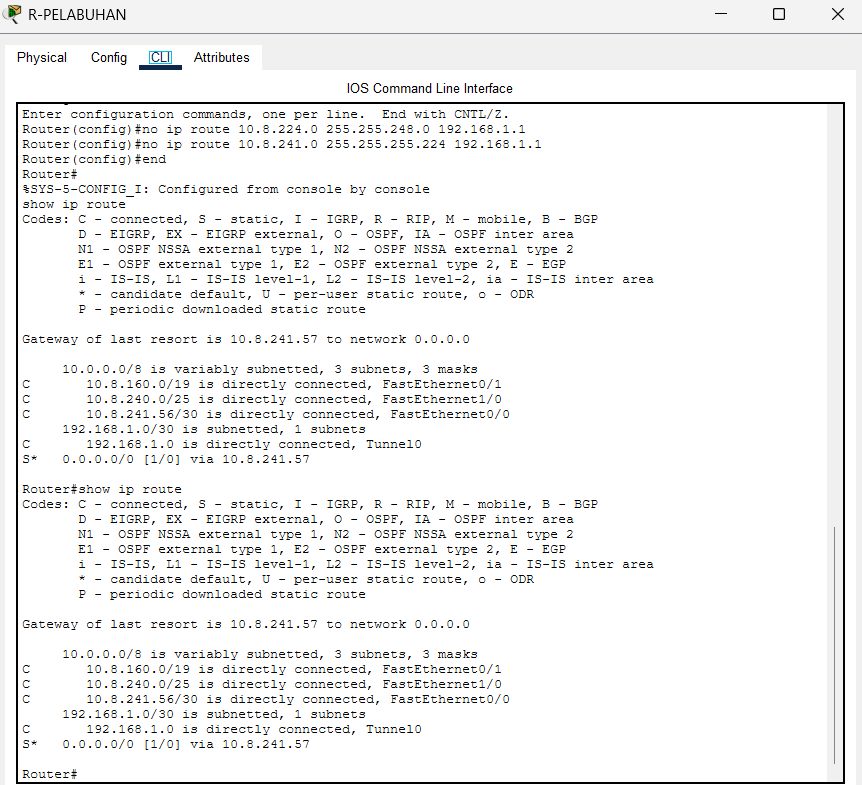 R-PELABUHAN
Physical Config CLI Attributes
IOS Command Line Interface
Enter configuration commands, one per line.  End with CNTL/Z.
Router(config)#no ip route 10.8.224.0 255.255.248.0 192.168.1.1
Router(config)#no ip route 10.8.241.0 255.255.255.224 192.168.1.1
Router(config)#end
Router#
%SYS-5-CONFIG_I: Configured from console by console
show ip route
Codes: C - connected, S - static, I - IGRP, R - RIP, M - mobile, B - BGP
       D - EIGRP, EX - EIGRP external, O - OSPF, IA - OSPF inter area
       N1 - OSPF NSSA external type 1, N2 - OSPF NSSA external type 2
       E1 - OSPF external type 1, E2 - OSPF external type 2, E - EGP
       i - IS-IS, L1 - IS-IS level-1, L2 - IS-IS level-2, ia - IS-IS inter area
       * - candidate default, U - per-user static route, o - ODR
       P - periodic downloaded static route
Gateway of last resort is 10.8.241.57 to network 0.0.0.0
     10.0.0.0/8 is variably subnetted, 3 subnets, 3 masks
C       10.8.160.0/19 is directly connected, FastEthernet0/1
C       10.8.240.0/25 is directly connected, FastEthernet1/0
C       10.8.241.56/30 is directly connected, FastEthernet0/0
     192.168.1.0/30 is subnetted, 1 subnets
C       192.168.1.0 is directly connected, Tunnel0
S*   0.0.0.0/0 [1/0] via 10.8.241.57
Router#show ip route
Codes: C - connected, S - static, I - IGRP, R - RIP, M - mobile, B - BGP
       D - EIGRP, EX - EIGRP external, O - OSPF, IA - OSPF inter area
       N1 - OSPF NSSA external type 1, N2 - OSPF NSSA external type 2
       E1 - OSPF external type 1, E2 - OSPF external type 2, E - EGP
       i - IS-IS, L1 - IS-IS level-1, L2 - IS-IS level-2, ia - IS-IS inter area
       * - candidate default, U - per-user static route, o - ODR
       P - periodic downloaded static route
Gateway of last resort is 10.8.241.57 to network 0.0.0.0
     10.0.0.0/8 is variably subnetted, 3 subnets, 3 masks
C       10.8.160.0/19 is directly connected, FastEthernet0/1
C       10.8.240.0/25 is directly connected, FastEthernet1/0
C       10.8.241.56/30 is directly connected, FastEthernet0/0
     192.168.1.0/30 is subnetted, 1 subnets
C       192.168.1.0 is directly connected, Tunnel0
S*   0.0.0.0/0 [1/0] via 10.8.241.57
Router#